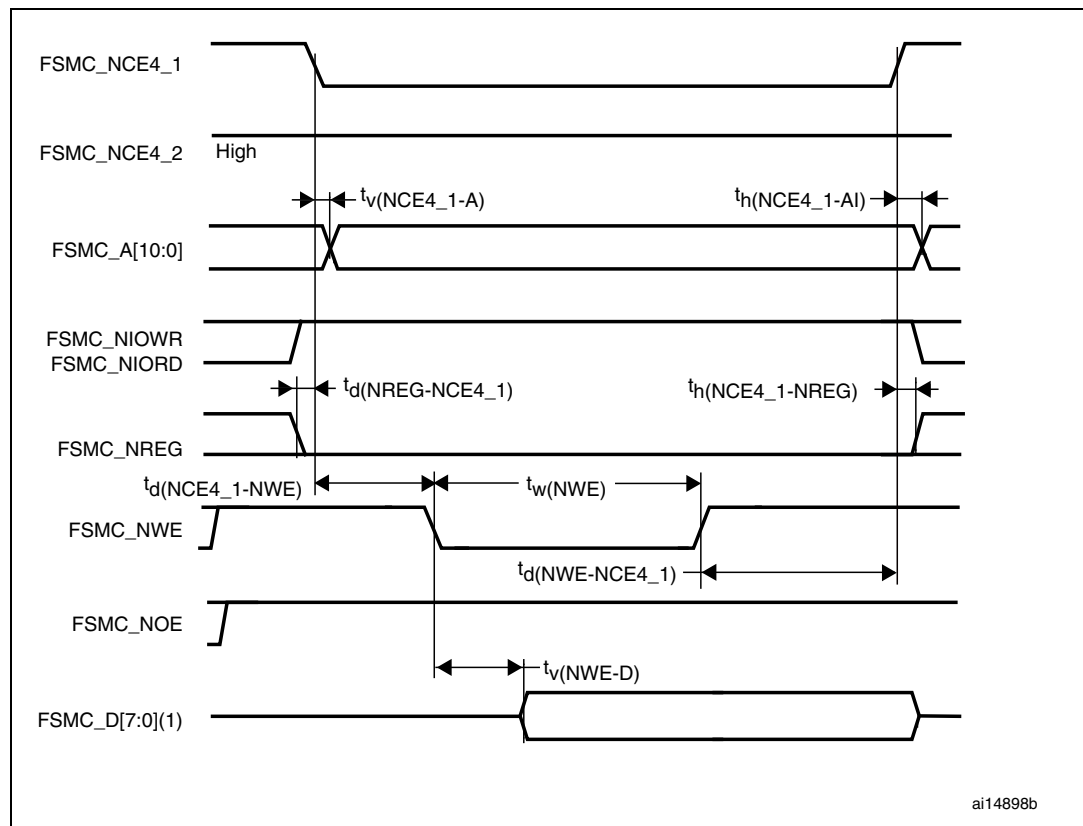 FSMC_NCE4_1
FSMC_NCE4_2 High
tv(NCE4_1-A) th(NCE4_1-AI)
FSMC_A[10:0]
FSMC_NIOWR
FSMC_NIORD
td(NREG-NCE4_1) th(NCE4_1-NREG)
FSMC_NREG
td(NCE4_1-NWE) tw(NWE)
FSMC_NWE
td(NWE-NCE4_1)
FSMC_NOE
tv(NWE-D)
FSMC_D[7:0](1)
ai14898b